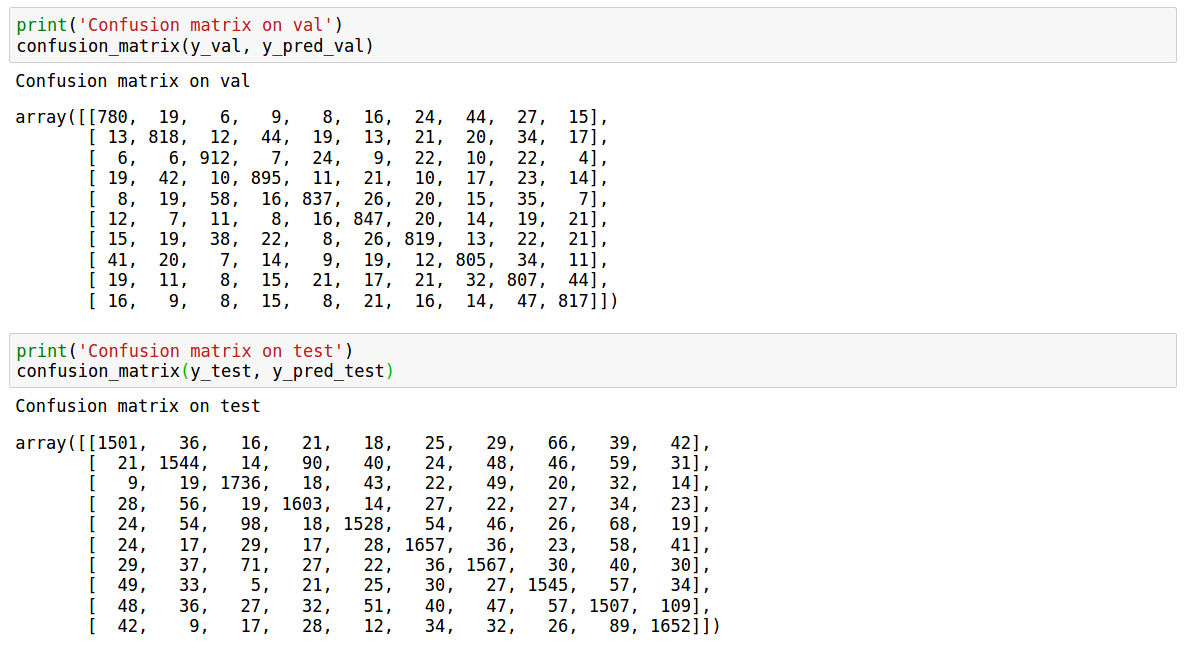 print('Confusion matrix on val')
confusion_matrix(y_val, y_pred_val)
Confusion matrix on val
array([[780,  19,   6,   9,   8,  16,  24,  44,  27,  15],
       [ 13, 818,  12,  44,  19,  13,  21,  20,  34,  17],
       [  6,   6, 912,   7,  24,   9,  22,  10,  22,   4],
       [ 19,  42,  10, 895,  11,  21,  10,  17,  23,  14],
       [  8,  19,  58,  16, 837,  26,  20,  15,  35,   7],
       [ 12,   7,  11,   8,  16, 847,  20,  14,  19,  21],
       [ 15,  19,  38,  22,   8,  26, 819,  13,  22,  21],
       [ 41,  20,   7,  14,   9,  19,  12, 805,  34,  11],
       [ 19,  11,   8,  15,  21,  17,  21,  32, 807,  44],
       [ 16,   9,   8,  15,   8,  21,  16,  14,  47, 817]])
print('Confusion matrix on test')
confusion_matrix(y_test, y_pred_test)
Confusion matrix on test
array([[1501,   36,   16,   21,   18,   25,   29,   66,   39,   42],
       [  21, 1544,   14,   90,   40,   24,   48,   46,   59,   31],
       [   9,   19, 1736,   18,   43,   22,   49,   20,   32,   14],
       [  28,   56,   19, 1603,   14,   27,   22,   27,   34,   23],
       [  24,   54,   98,   18, 1528,   54,   46,   26,   68,   19],
       [  24,   17,   29,   17,   28, 1657,   36,   23,   58,   41],
       [  29,   37,   71,   27,   22,   36, 1567,   30,   40,   30],
       [  49,   33,    5,   21,   25,   30,   27, 1545,   57,   34],
       [  48,   36,   27,   32,   51,   40,   47,   57, 1507,  109],
       [  42,    9,   17,   28,   12,   34,   32,   26,   89, 1652]])